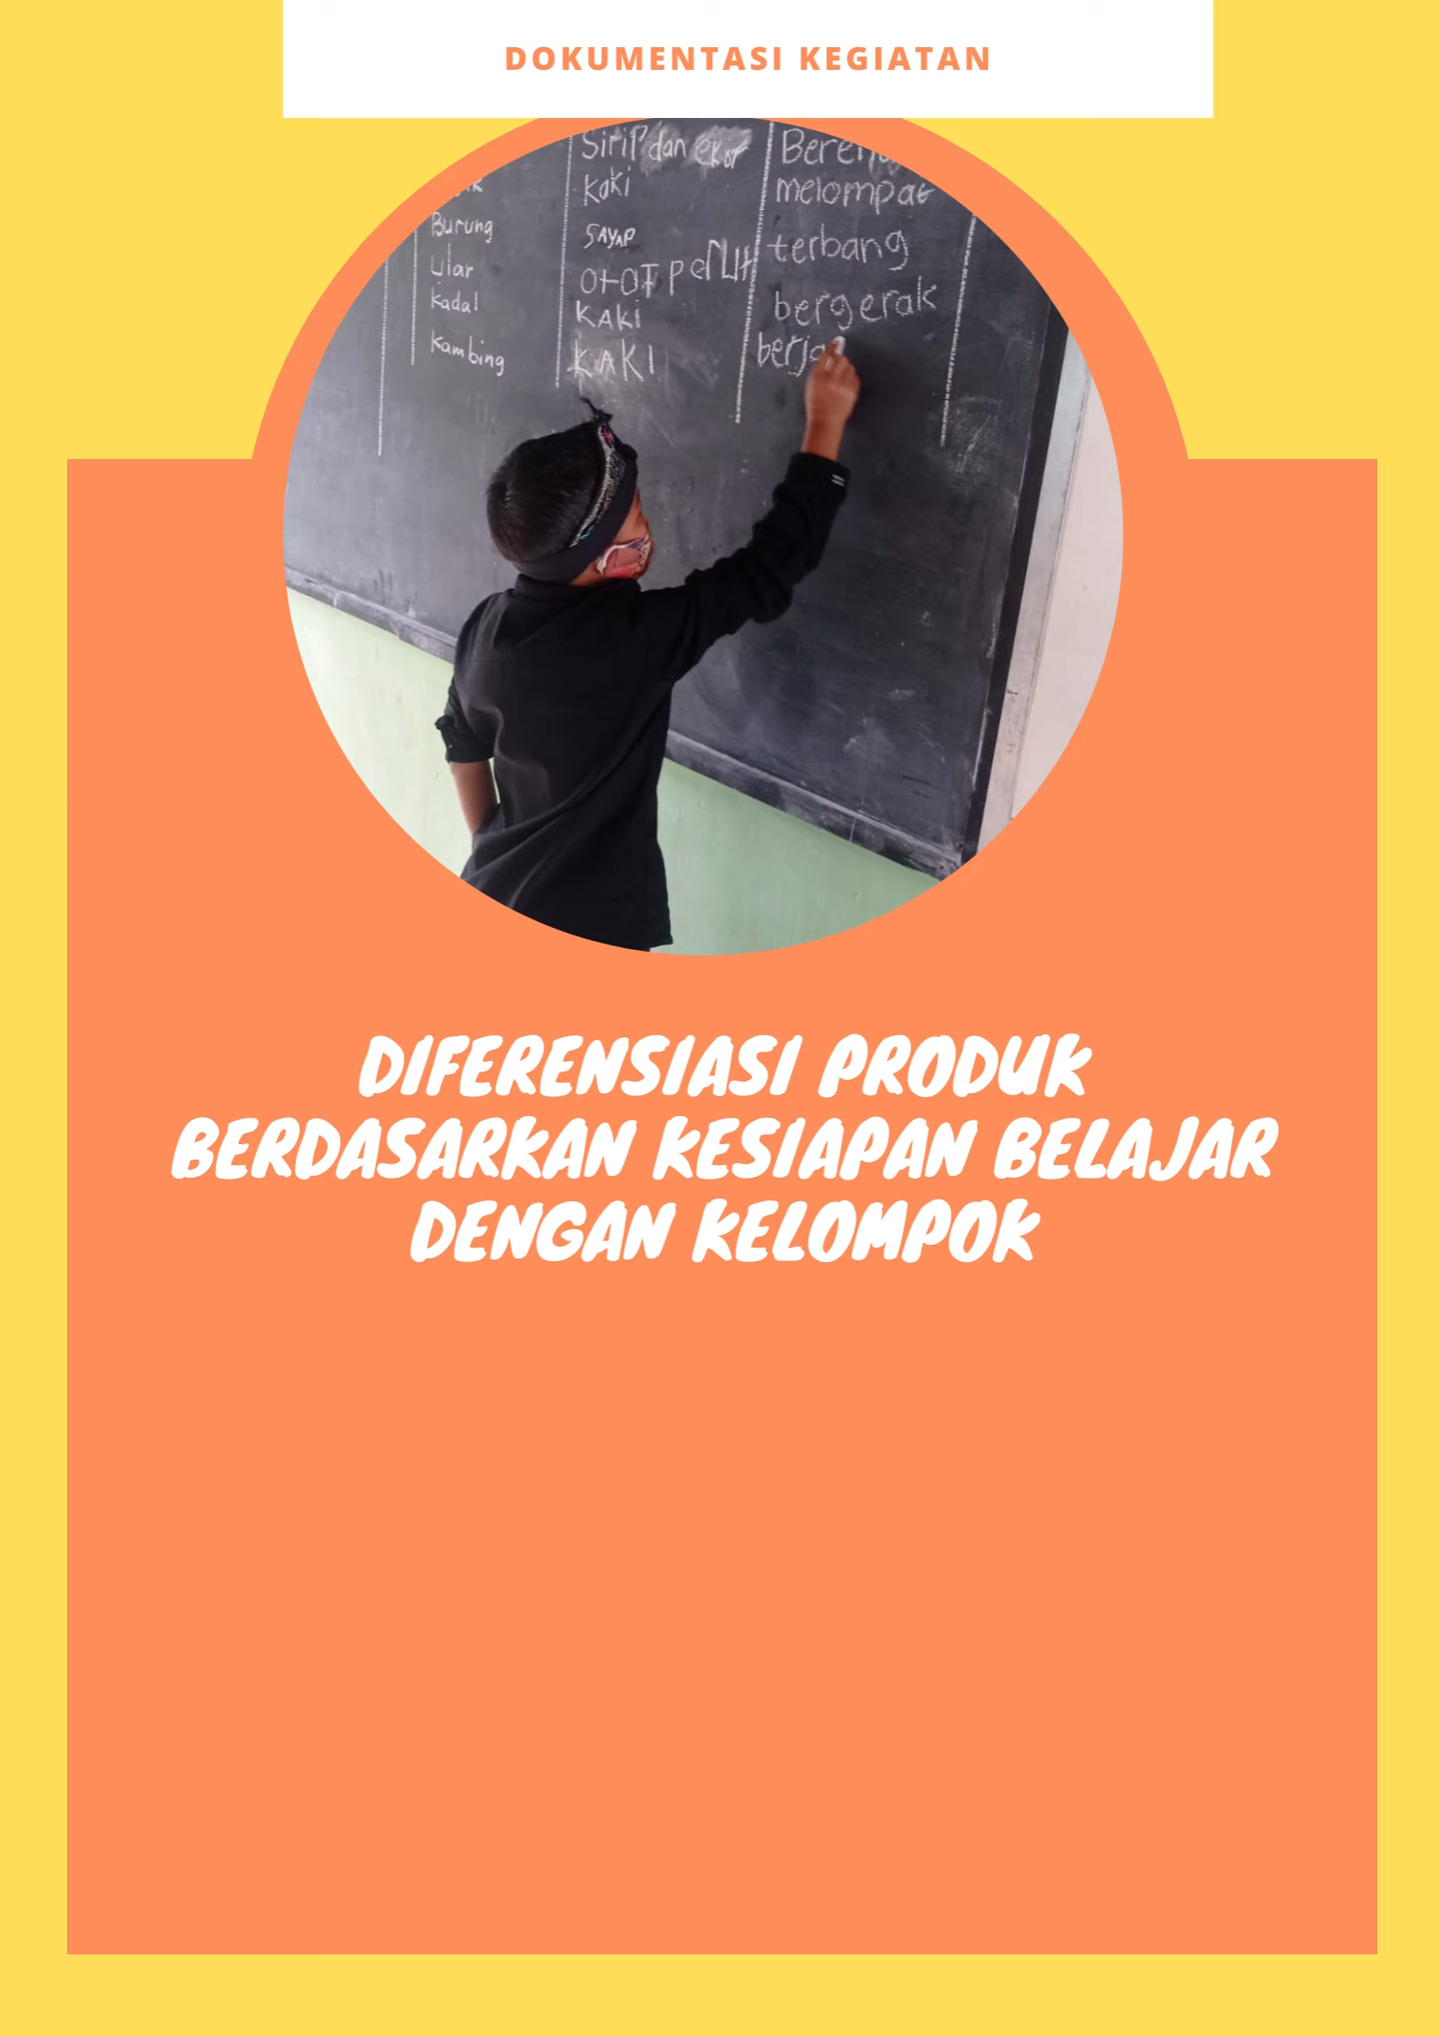 DOKUMENTASI KEGIATAN
Sirip dan ekor
Kaki melompat
Burung SAYAP terbang
Ular OTOT perut bergerak
Kadal KAKI
Kambing KAKI
DIFERENSIASI PRODUK
BERDASARKAN KESIAPAN BELAJAR
DENGAN KELOMPOK